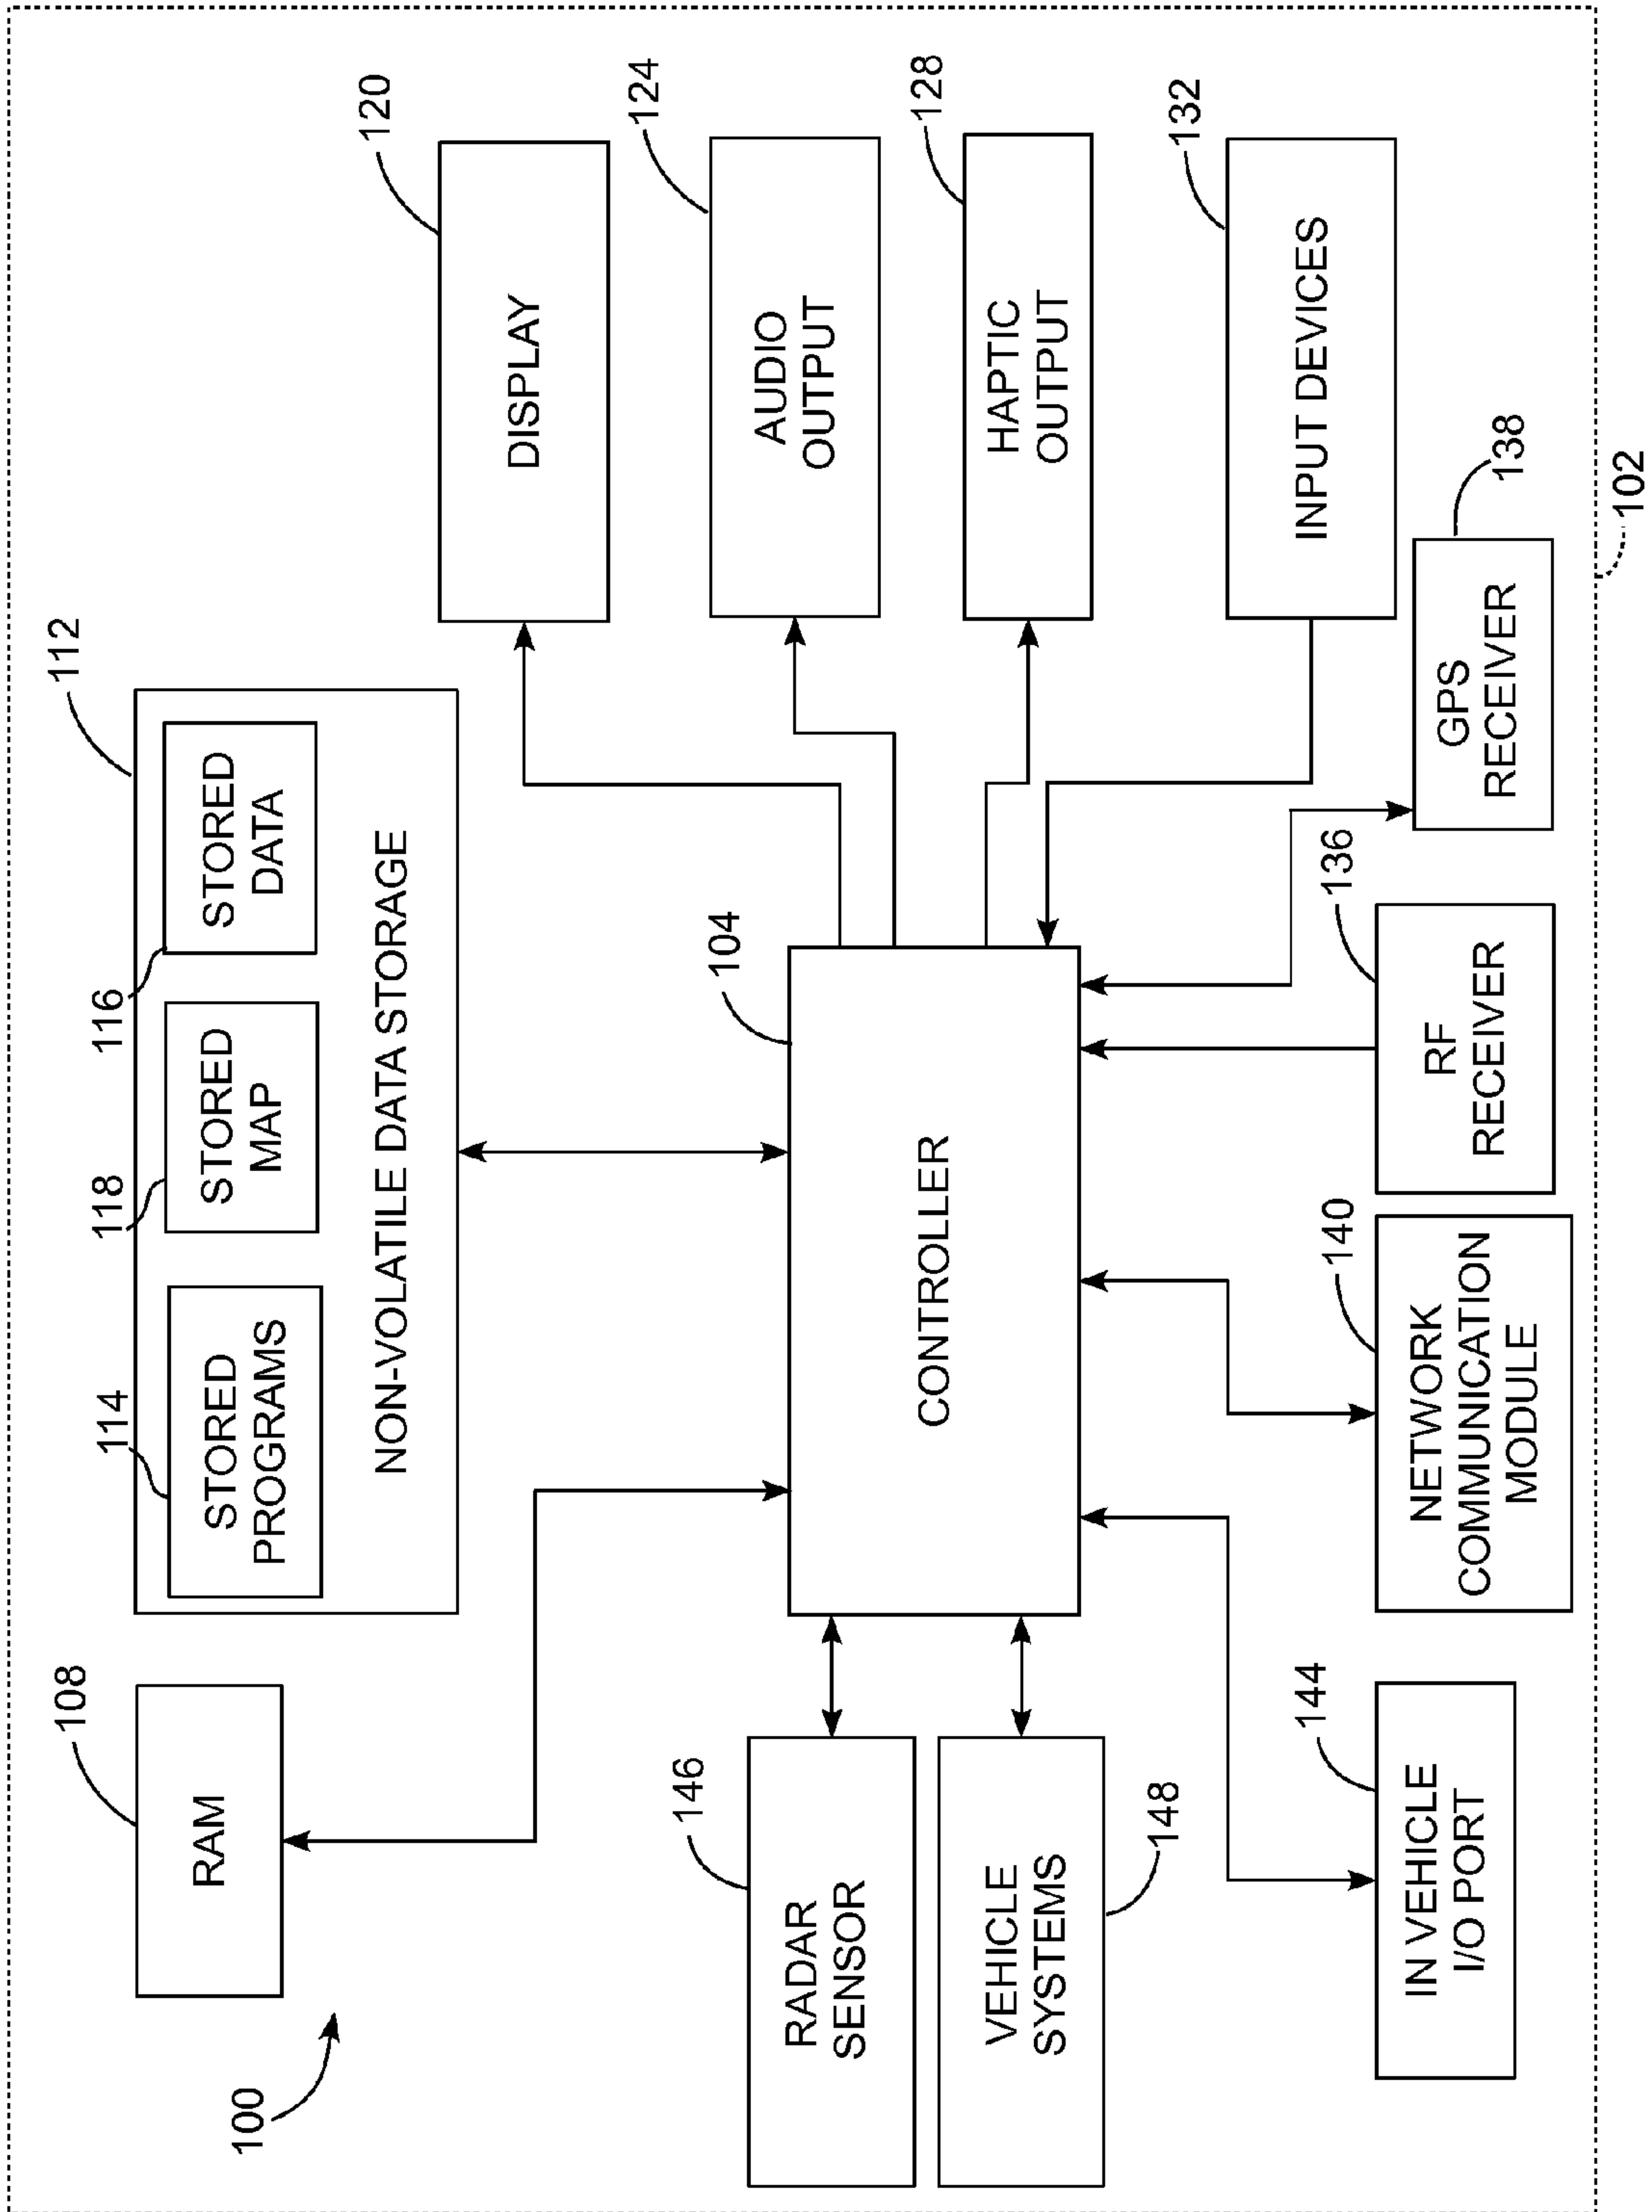 100
108
RAM
112
114
STORED
PROGRAMS
118
STORED
MAP
116
STORED
DATA
NON-VOLATILE DATA STORAGE
120
DISPLAY
124
AUDIO
OUTPUT
128
HAPTIC
OUTPUT
132
INPUT DEVICES
104
CONTROLLER
146
RADAR
SENSOR
VEHICLE
SYSTEMS
148
144
IN VEHICLE
I/O PORT
140
NETWORK
COMMUNICATION
MODULE
136
RF
RECEIVER
138
GPS
RECEIVER
102